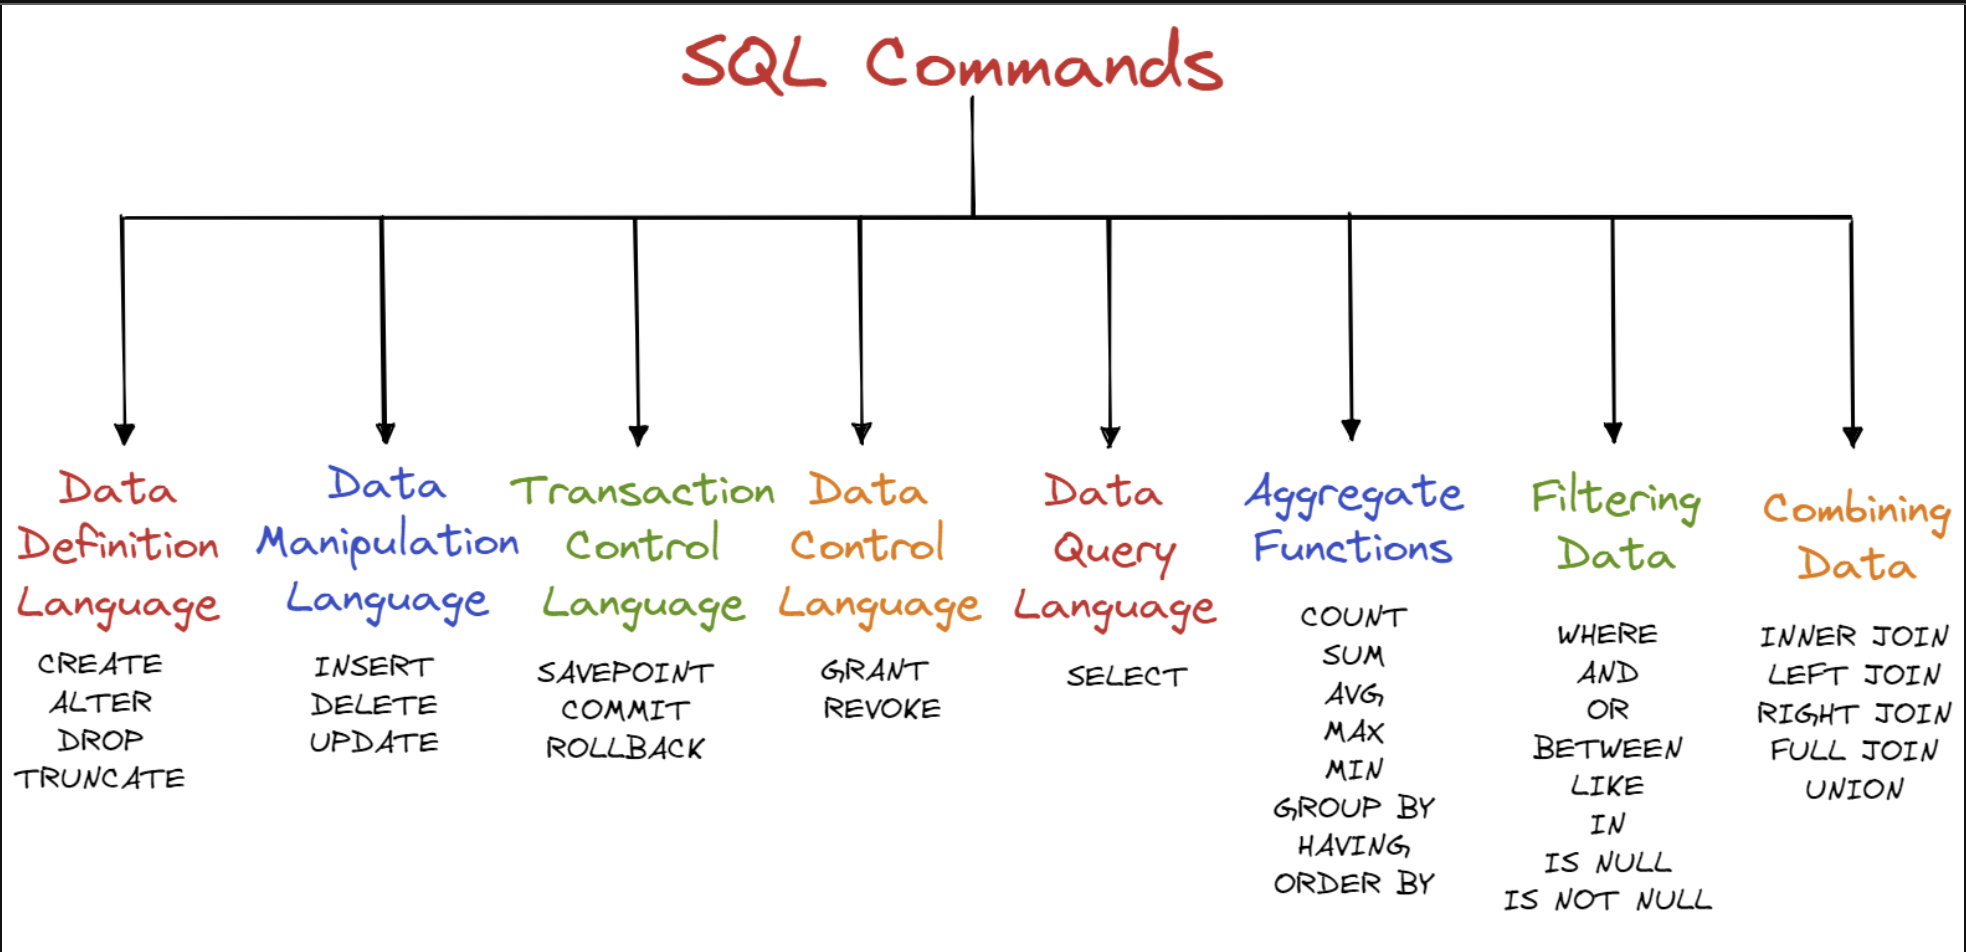 SQL Commands
Data
Definition
Language
CREATE
ALTER
DROP
TRUNCATE
Data
Manipulation
Language
INSERT
DELETE
UPDATE
Transaction
Control
Language
SAVEPOINT
COMMIT
ROLLBACK
Data
Control
Language
GRANT
REVOKE
Data
Query
Language
SELECT
Aggregate
Functions
COUNT
SUM
AVG
MAX
MIN
GROUP BY
HAVING
ORDER BY
Filtering
Data
WHERE
AND
OR
BETWEEN
LIKE
IN
IS NULL
IS NOT NULL
Combining
Data
INNER JOIN
LEFT JOIN
RIGHT JOIN
FULL JOIN
UNION